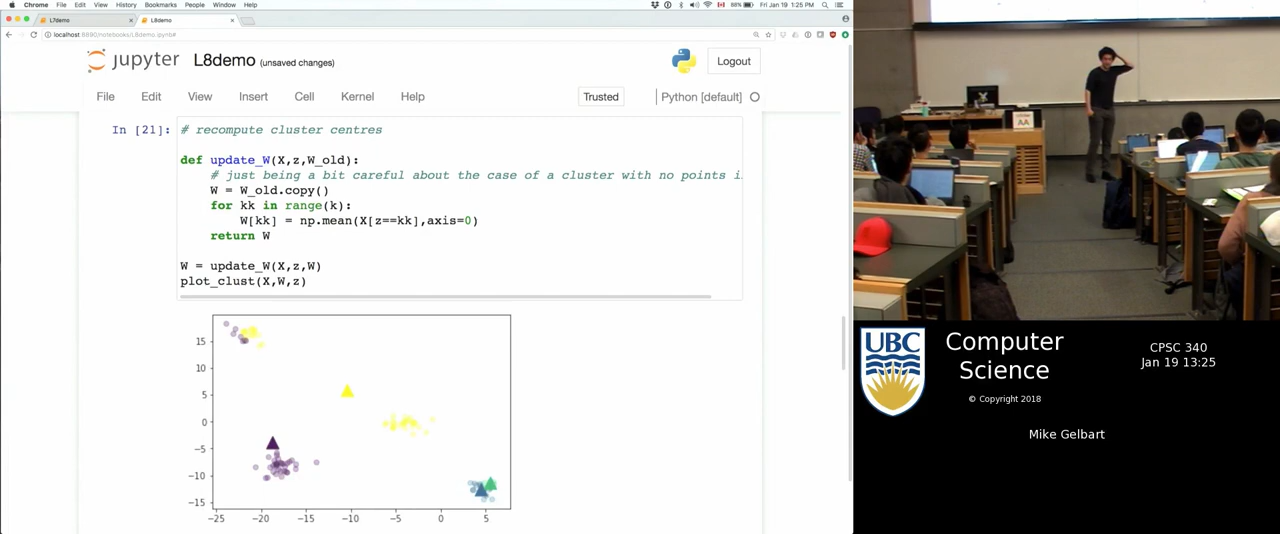 Chrome File Edit View History Bookmarks People Window Help 88% Fri Jan 19 1:25 PM
L7demo L8demo
localhost:8890/notebooks/L8demo.ipynb#
jupyter L8demo (unsaved changes) Logout
File Edit View Insert Cell Kernel Help Trusted Python [default]
In [21]: # recompute cluster centres
def update_W(X,z,W_old):
# just being a bit careful about the case of a cluster with no points i
W = W_old.copy()
for kk in range(k):
W[kk] = np.mean(X[z==kk],axis=0)
return W
W = update_W(X,z,W)
plot_clust(X,W,z)
15
10
5
0
−5
−10
−15
−25 −20 −15 −10 −5 0 5
AA
UBC
Computer
Science
© Copyright 2018
CPSC 340
Jan 19 13:25
Mike Gelbart